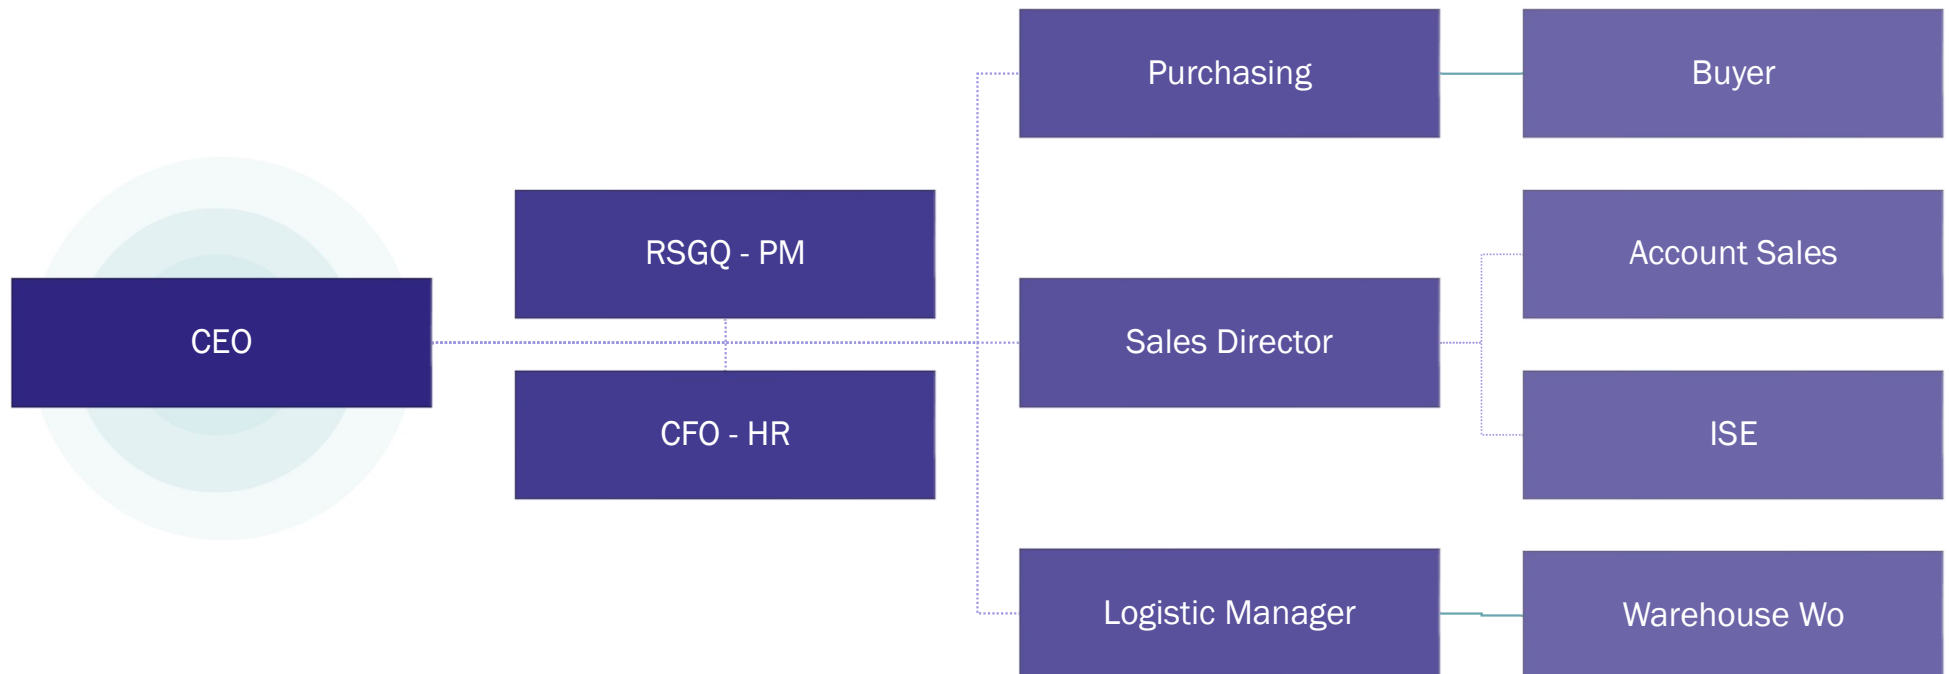 CEO
RSGQ - PM
CFO - HR
Purchasing
Sales Director
Logistic Manager
Buyer
Account Sales
ISE
Warehouse Wo